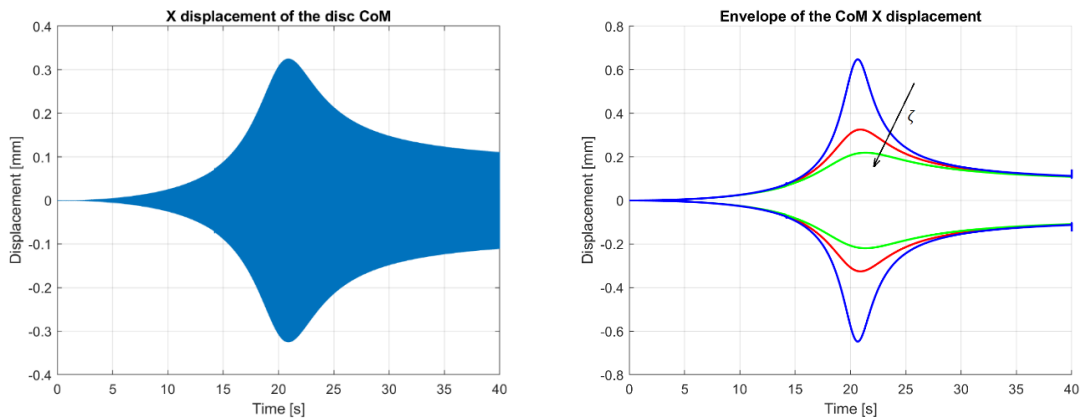 X displacement of the disc CoM
Displacement [mm]
0.4
0.3
0.2
0.1
0
-0.1
-0.2
-0.3
-0.4
0 5 10 15 20 25 30 35 40
Time [s]
Envelope of the CoM X displacement
Displacement [mm]
0.8
0.6
0.4
0.2
0
-0.2
-0.4
-0.6
-0.8
ζ
0 5 10 15 20 25 30 35 40
Time [s]